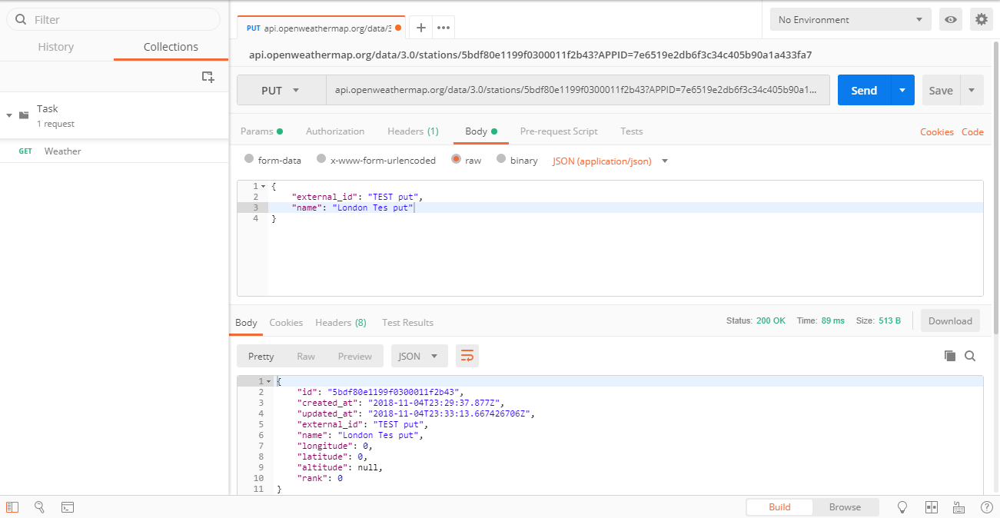 Filter
History Collections
Task
1 request
GET Weather
PUT api.openweathermap.org/data/3
No Environment
api.openweathermap.org/data/3.0/stations/5bdf80e1199f0300011f2b43?APPID=7e6519e2db6f3c34c405b90a1a433fa7
PUT api.openweathermap.org/data/3.0/stations/5bdf80e1199f0300011f2b43?APPID=7e6519e2db6f3c34c405b90a1... Send Save
Params Authorization Headers (1) Body Pre-request Script Tests Cookies Code
form-data x-www-form-urlencoded raw binary JSON (application/json)
1 {
2 "external_id": "TEST put",
3 "name": "London Tes put"
4 }
Body Cookies Headers (8) Test Results Status: 200 OK Time: 89 ms Size: 513 B Download
Pretty Raw Preview JSON
1 {
2 "id": "5bdf80e1199f0300011f2b43",
3 "created_at": "2018-11-04T23:29:37.877Z",
4 "updated_at": "2018-11-04T23:33:13.667426706Z",
5 "external_id": "TEST put",
6 "name": "London Tes put",
7 "longitude": 0,
8 "latitude": 0,
9 "altitude": null,
10 "rank": 0
11 }
Build Browse